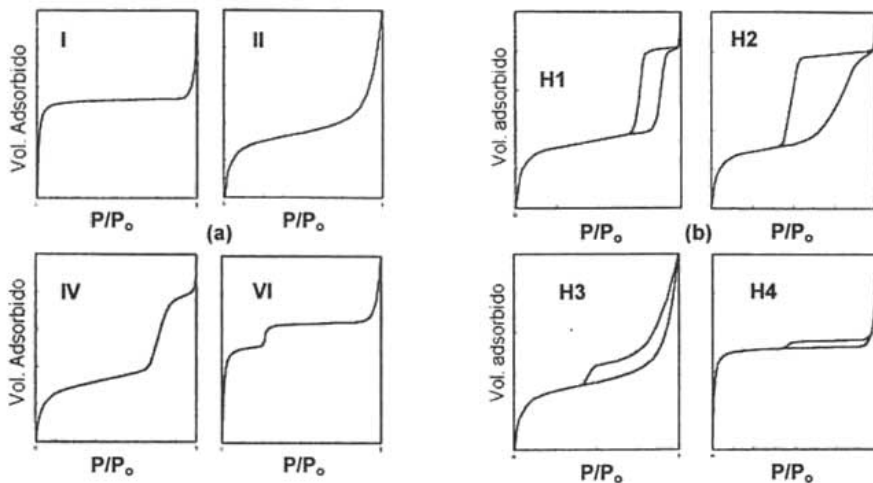 I
II
Vol. Adsorbido
P/Po
P/Po
(a)
IV
VI
Vol. Adsorbido
P/Po
P/Po
H1
H2
Vol. adsorbido
P/Po
P/Po
(b)
H3
H4
Vol. adsorbido
P/Po
P/Po